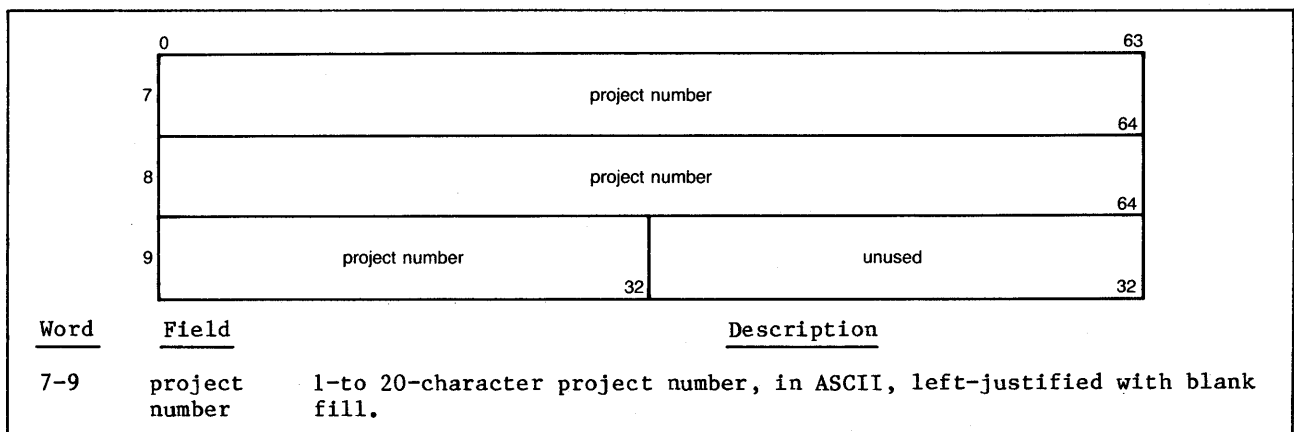 0 63
7 project number
64
8 project number
64
9 project number unused
32 32
Word Field Description
7-9 project 1-to 20-character project number, in ASCII, left-justified with blank
number fill.